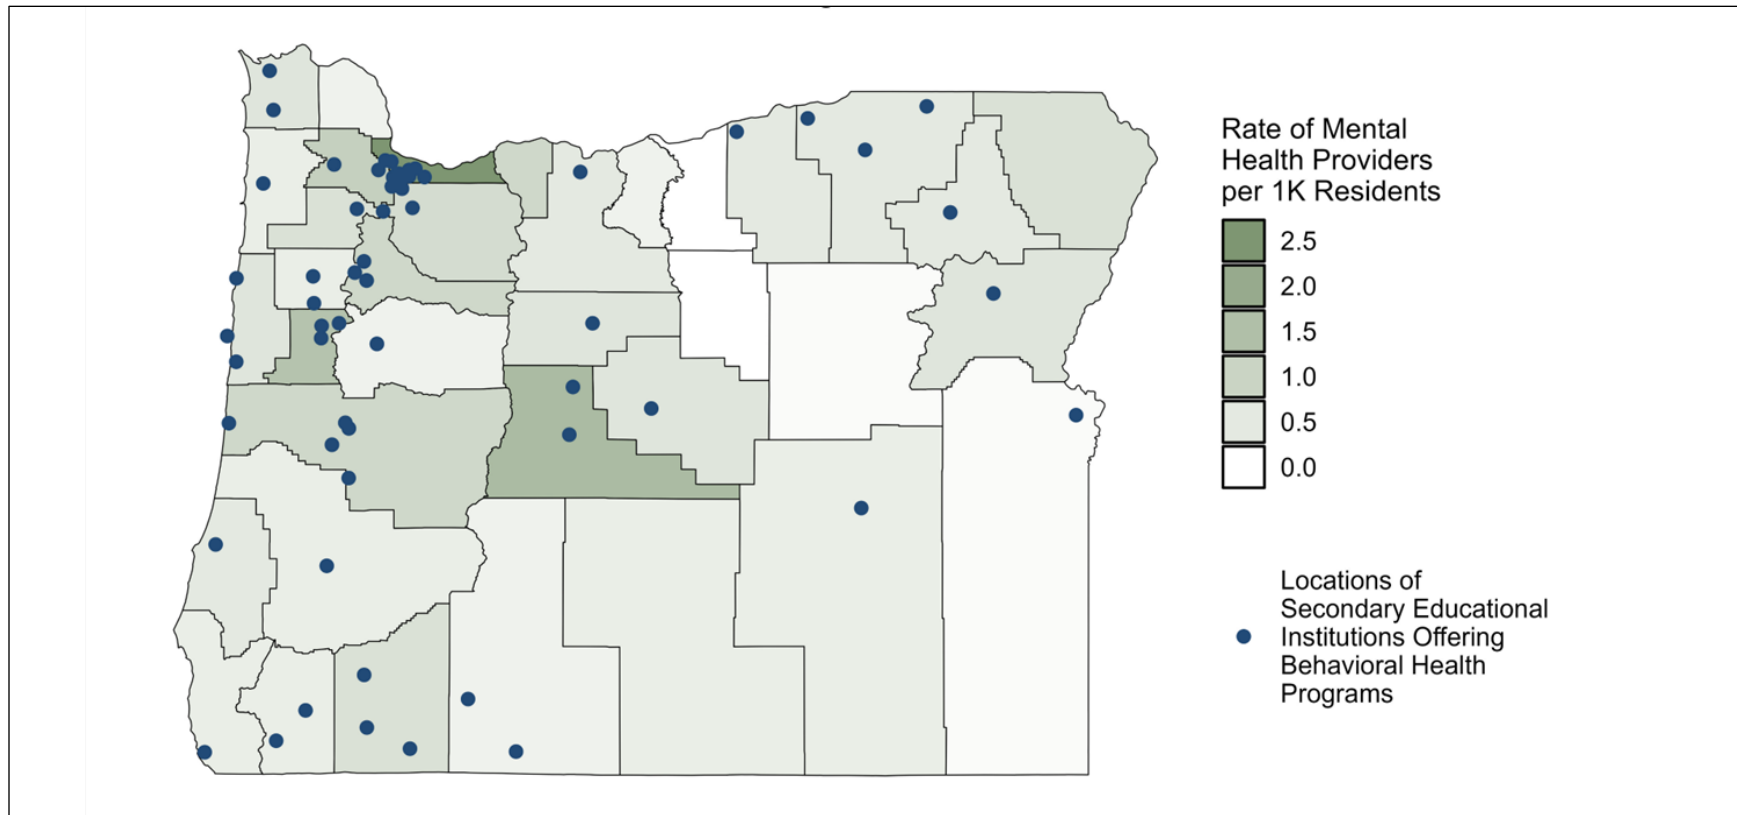 Rate of Mental
Health Providers
per 1K Residents
2.5
2.0
1.5
1.0
0.5
0.0
Locations of
Secondary Educational
Institutions Offering
Behavioral Health
Programs